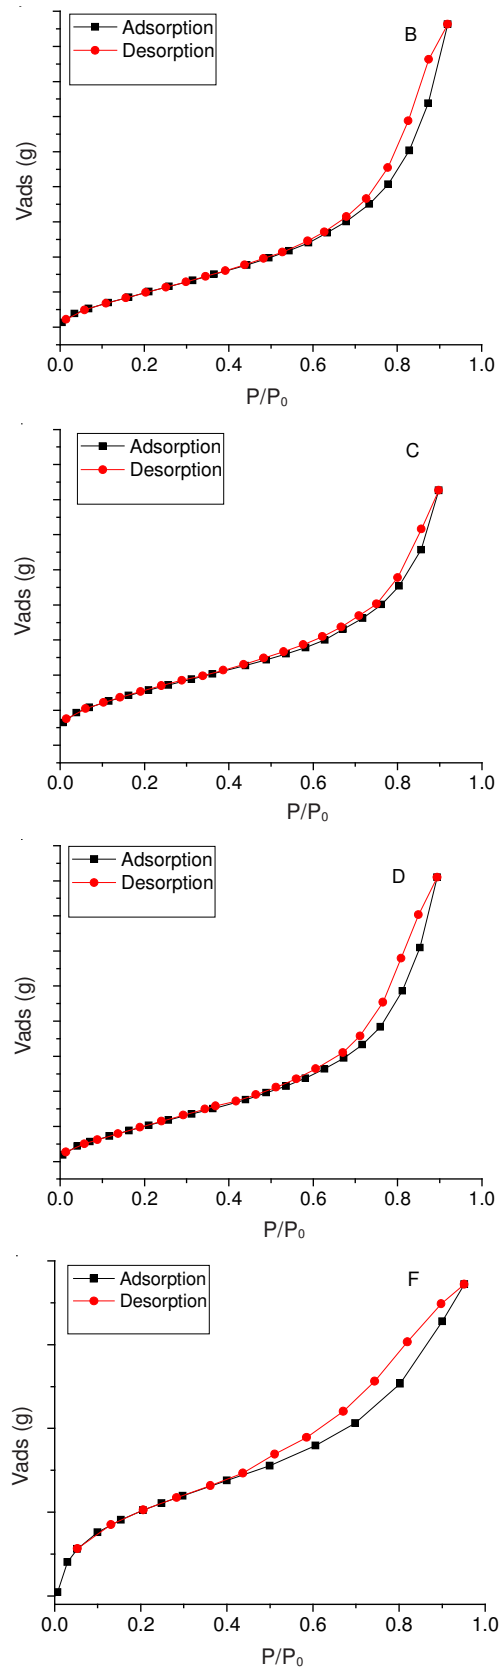 Adsorption
Desorption
B
Vads (g)
0.0 0.2 0.4 0.6 0.8 1.0
P/P₀
Adsorption
Desorption
C
Vads (g)
0.0 0.2 0.4 0.6 0.8 1.0
P/P₀
Adsorption
Desorption
D
Vads (g)
0.0 0.2 0.4 0.6 0.8 1.0
P/P₀
Adsorption
Desorption
F
Vads (g)
0.0 0.2 0.4 0.6 0.8 1.0
P/P₀